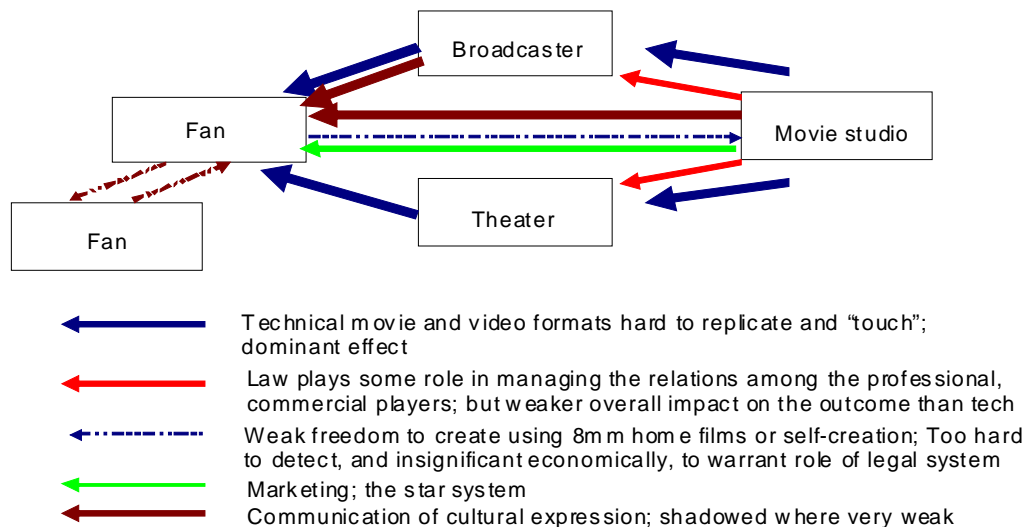 Broadcaster
Fan
Movie studio
Theater
Fan
Technical movie and video formats hard to replicate and “touch”;
dominant effect
Law plays some role in managing the relations among the professional,
commercial players; but weaker overall impact on the outcome than tech
Weak freedom to create using 8mm home films or self-creation; Too hard
to detect, and insignificant economically, to warrant role of legal system
Marketing; the star system
Communication of cultural expression; shadowed where very weak